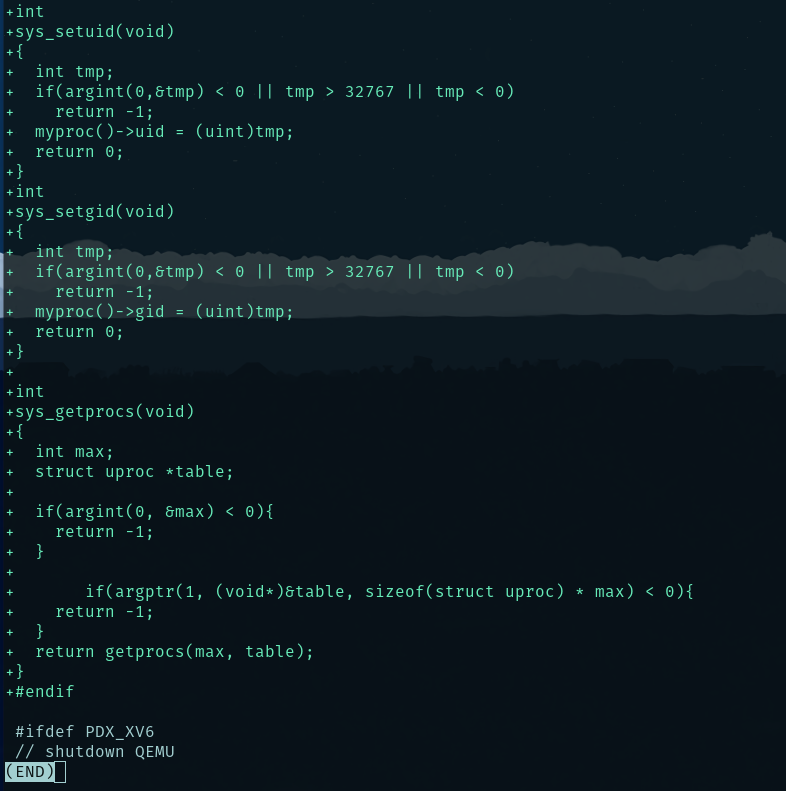 +int
+sys_setuid(void)
+{
+  int tmp;
+  if(argint(0,&tmp) < 0 || tmp > 32767 || tmp < 0)
+    return -1;
+  myproc()->uid = (uint)tmp;
+  return 0;
+}
+int
+sys_setgid(void)
+{
+  int tmp;
+  if(argint(0,&tmp) < 0 || tmp > 32767 || tmp < 0)
+    return -1;
+  myproc()->gid = (uint)tmp;
+  return 0;
+}
+
+int
+sys_getprocs(void)
+{
+  int max;
+  struct uproc *table;
+
+  if(argint(0, &max) < 0){
+    return -1;
+  }
+
+       if(argptr(1, (void*)&table, sizeof(struct uproc) * max) < 0){
+    return -1;
+  }
+  return getprocs(max, table);
+}
+#endif

 #ifdef PDX_XV6
 // shutdown QEMU
(END)